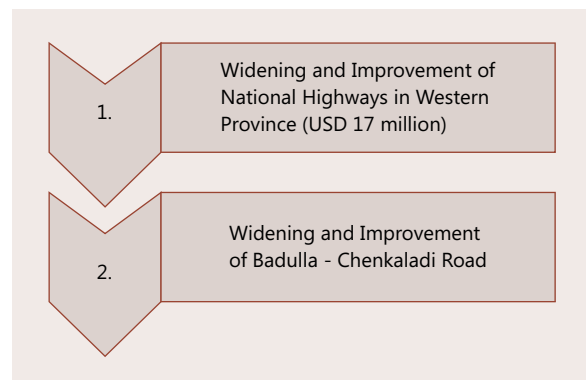 1.
Widening and Improvement of
National Highways in Western
Province (USD 17 million)
2.
Widening and Improvement
of Badulla - Chenkaladi Road